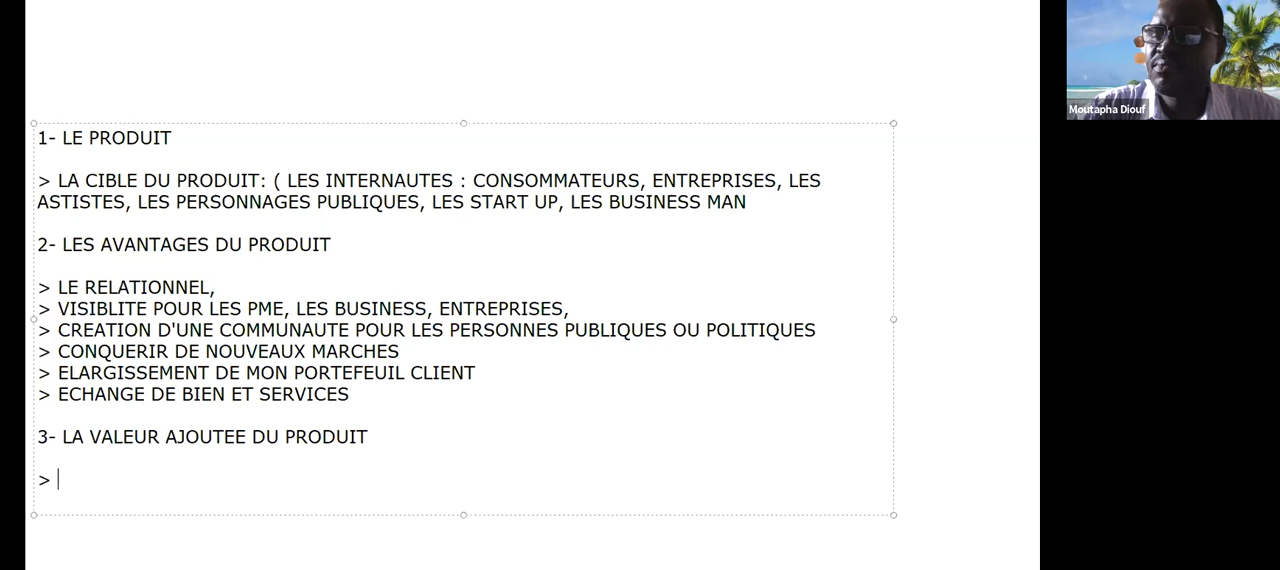 1- LE PRODUIT
> LA CIBLE DU PRODUIT: ( LES INTERNAUTES : CONSOMMATEURS, ENTREPRISES, LES
ASTISTES, LES PERSONNAGES PUBLIQUES, LES START UP, LES BUSINESS MAN
2- LES AVANTAGES DU PRODUIT
> LE RELATIONNEL,
> VISIBLITE POUR LES PME, LES BUSINESS, ENTREPRISES,
> CREATION D'UNE COMMUNAUTE POUR LES PERSONNES PUBLIQUES OU POLITIQUES
> CONQUERIR DE NOUVEAUX MARCHES
> ELARGISSEMENT DE MON PORTEFEUIL CLIENT
> ECHANGE DE BIEN ET SERVICES
3- LA VALEUR AJOUTEE DU PRODUIT
>
Moutapha Diouf